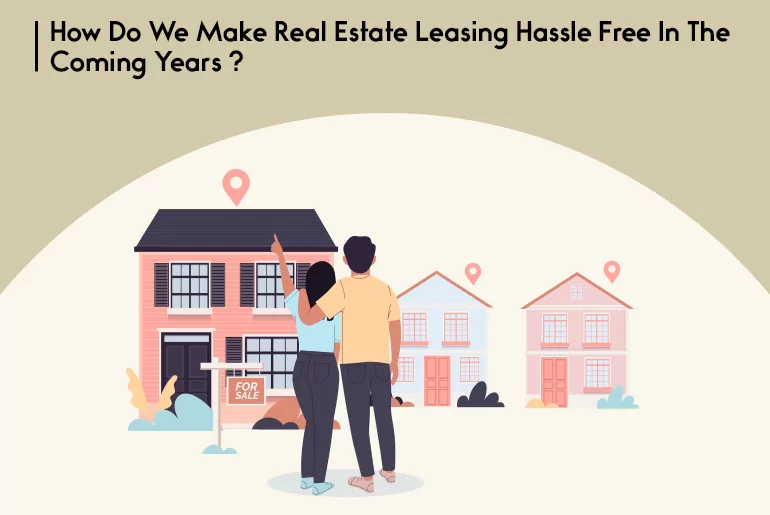 How Do We Make Real Estate Leasing Hassle Free In The
Coming Years ?
FOR
SALE